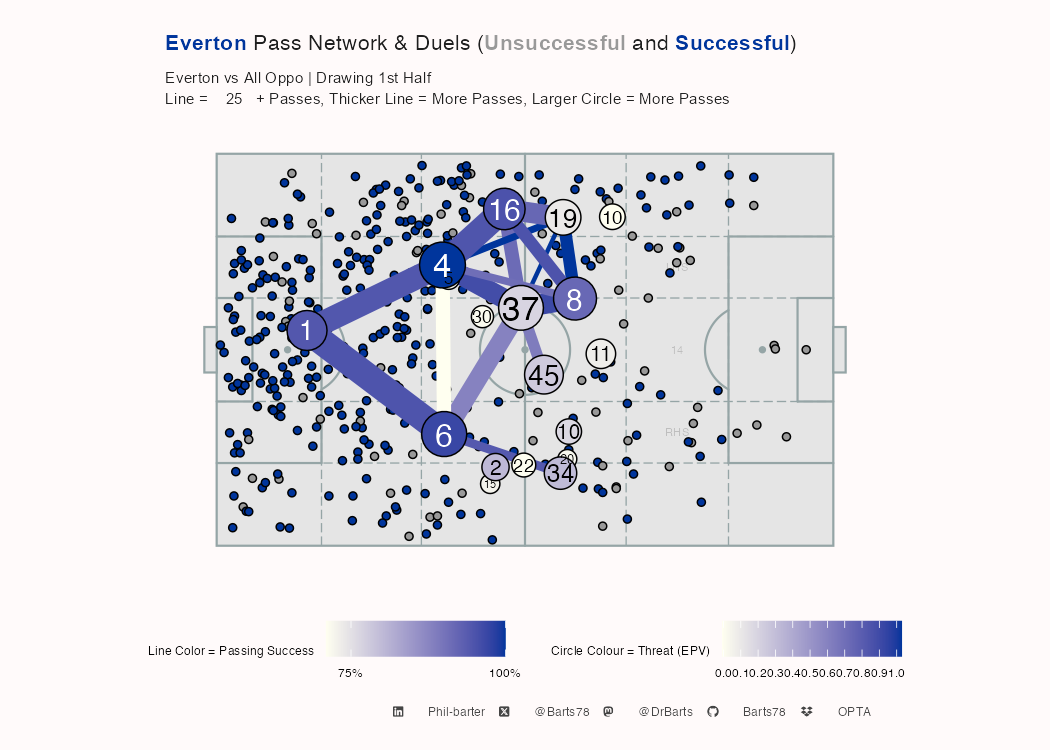 Everton Pass Network & Duels (Unsuccessful and Successful)
Everton vs All Oppo | Drawing 1st Half
Line = 25 + Passes, Thicker Line = More Passes, Larger Circle = More Passes
16
19
10
4
8
37
30
1
11
14
45
10
6
RHS
20
2
22
34
15
Line Color = Passing Success
75%
100%
Circle Colour = Threat (EPV)
0.00.10.20.30.40.50.60.70.80.91.0
Phil-barter
@Barts78
@DrBarts
Barts78
OPTA